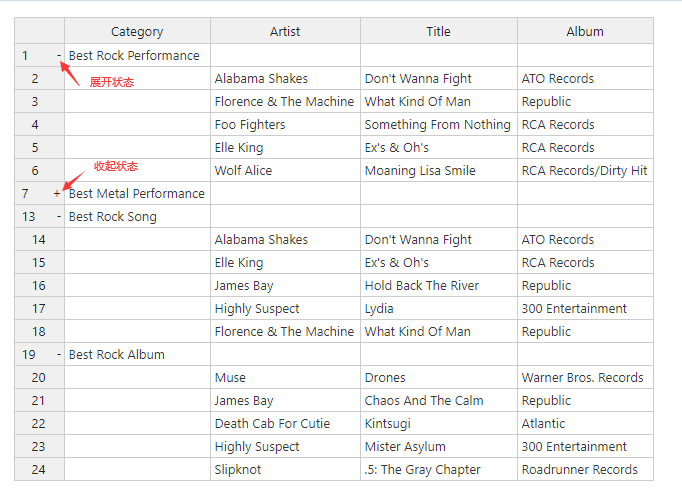 Category Artist Title Album
1 - Best Rock Performance
展开状态
2 Alabama Shakes Don't Wanna Fight ATO Records
3 Florence & The Machine What Kind Of Man Republic
4 Foo Fighters Something From Nothing RCA Records
5 Elle King Ex's & Oh's RCA Records
收起状态
6 Wolf Alice Moaning Lisa Smile RCA Records/Dirty Hit
7 + Best Metal Performance
13 - Best Rock Song
14 Alabama Shakes Don't Wanna Fight ATO Records
15 Elle King Ex's & Oh's RCA Records
16 James Bay Hold Back The River Republic
17 Highly Suspect Lydia 300 Entertainment
18 Florence & The Machine What Kind Of Man Republic
19 - Best Rock Album
20 Muse Drones Warner Bros. Records
21 James Bay Chaos And The Calm Republic
22 Death Cab For Cutie Kintsugi Atlantic
23 Highly Suspect Mister Asylum 300 Entertainment
24 Slipknot .5: The Gray Chapter Roadrunner Records